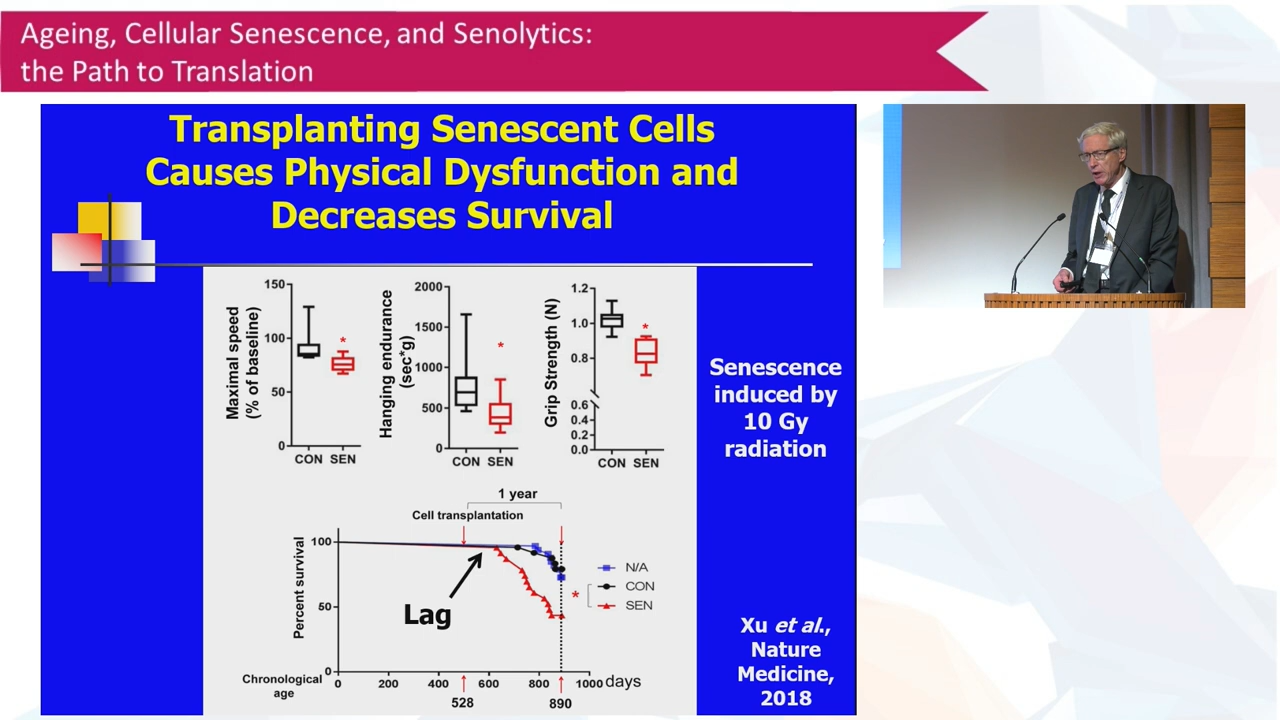 Ageing, Cellular Senescence, and Senolytics:
the Path to Translation
Transplanting Senescent Cells
Causes Physical Dysfunction and
Decreases Survival
Maximal speed
(% of baseline)
150
100
50
0
*
CON SEN
Hanging endurance
(sec*g)
2000
1500
1000
500
0
*
CON SEN
Grip Strength (N)
1.2
1.0
0.8
0.6
0.4
0.2
0.0
*
CON SEN
Senescence
induced by
10 Gy
radiation
1 year
Cell transplantation
Percent survival
100
50
0
Lag
N/A
CON
SEN
*
Chronological
age
0 200 400 600 800 1000 days
528 890
Xu et al.,
Nature
Medicine,
2018